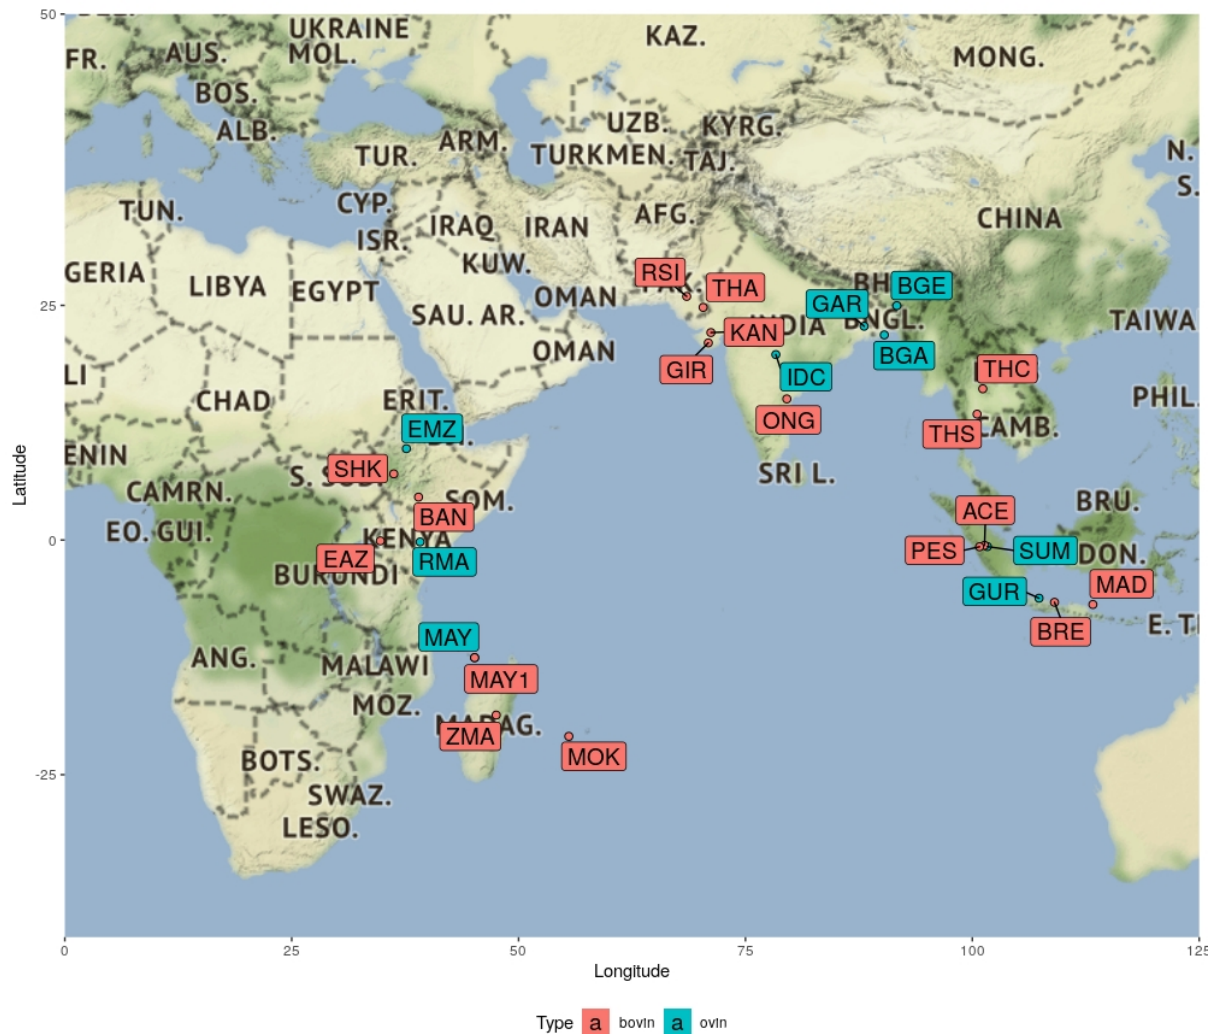 50
UKRAINE
KAZ.
FR.
AUS.
MOL.
MONG.
BOS.
ALB.
ARM.
UZB.
KYRG.
N.
TUR.
TURKMEN.
TAJ.
S.
TUN.
CYP.
AFG.
CHINA
IRAQ
IRAN
ISR.
GERIA
LIBYA
EGYPT
KUW.
RSI
THA
BH
BGE
25
OMAN
GAR
SAU. AR.
KAN
BNGL.
TAIWA
OMAN
GIR
BGA
THC
LI
IDC
CHAD
ERIT.
PHIL.
EMZ
ONG
THS
CAMB.
ENIN
SHK
SRI L.
Latitude
CAMRN.
SOM.
BRU.
BAN
ACE
EO. GUI.
0
KENYA
PES
SUM
DON.
EAZ
RMA
BURUNDI
GUR
MAD
MAY
BRE
E. TI
ANG.
MALAWI
MAY1
MOZ.
ZMA
MOK
BOTS.
-25
SWAZ.
LESO.
0
25
50
75
100
125
Longitude
Type a bovin a ovin